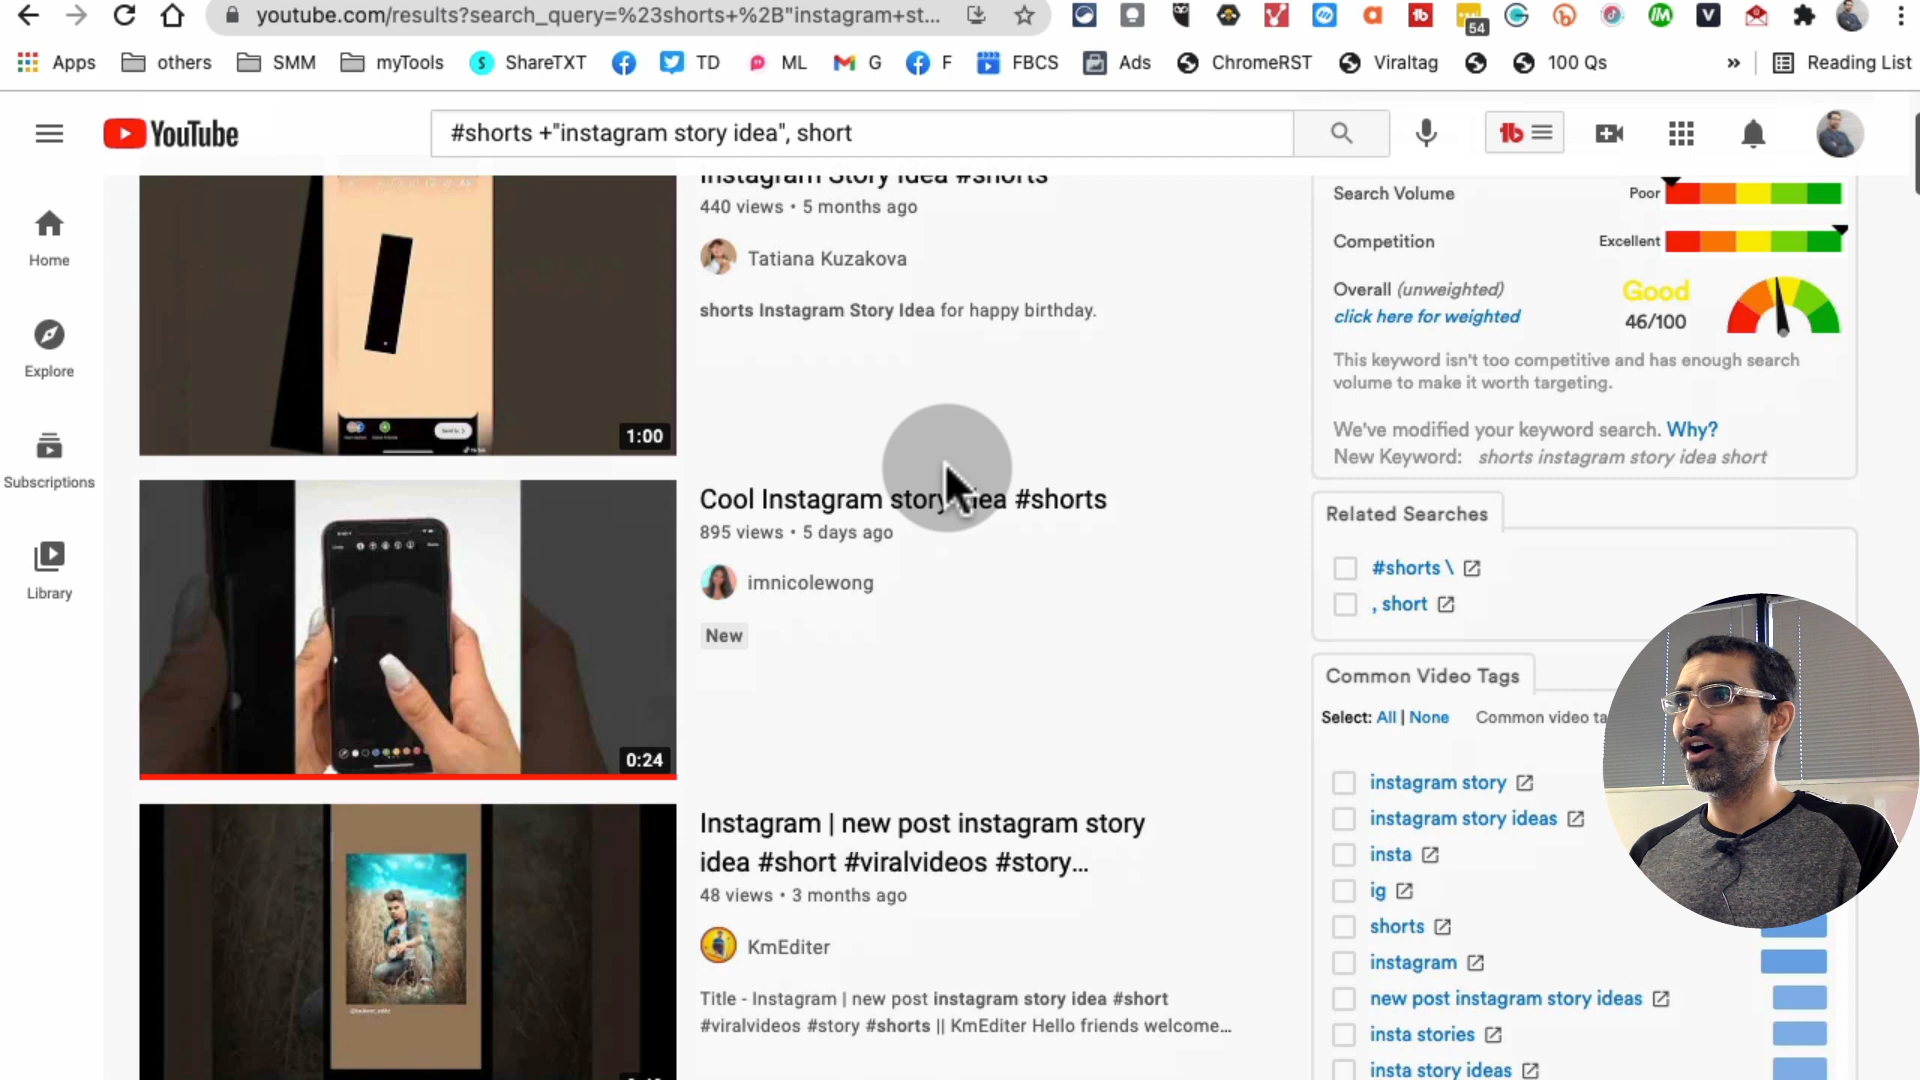 youtube.com/results?search_query=%23shorts+%2B"instagram+st...
54
Apps
others
SMM
myTools
ShareTXT
TD
ML
G
F
FBCS
Ads
ChromeRST
Viraltag
100 Qs
»
Reading List
YouTube
#shorts +"instagram story idea", short
Home
Explore
Subscriptions
Library
Instagram Story Idea #shorts
440 views • 5 months ago
Tatiana Kuzakova
shorts Instagram Story Idea for happy birthday.
1:00
Cool Instagram story idea #shorts
895 views • 5 days ago
imnicolewong
New
0:24
Instagram | new post instagram story
idea #short #viralvideos #story...
48 views • 3 months ago
KmEditer
Title - Instagram | new post instagram story idea #short
#viralvideos #story #shorts || KmEditer Hello friends welcome...
Search Volume
Poor
Competition
Excellent
Overall (unweighted)
click here for weighted
Good
46/100
This keyword isn't too competitive and has enough search
volume to make it worth targeting.
We've modified your keyword search. Why?
New Keyword: shorts instagram story idea short
Related Searches
#shorts \
, short
Common Video Tags
Select: All | None Common video ta
instagram story
instagram story ideas
insta
ig
shorts
instagram
new post instagram story ideas
insta stories
insta story ideas